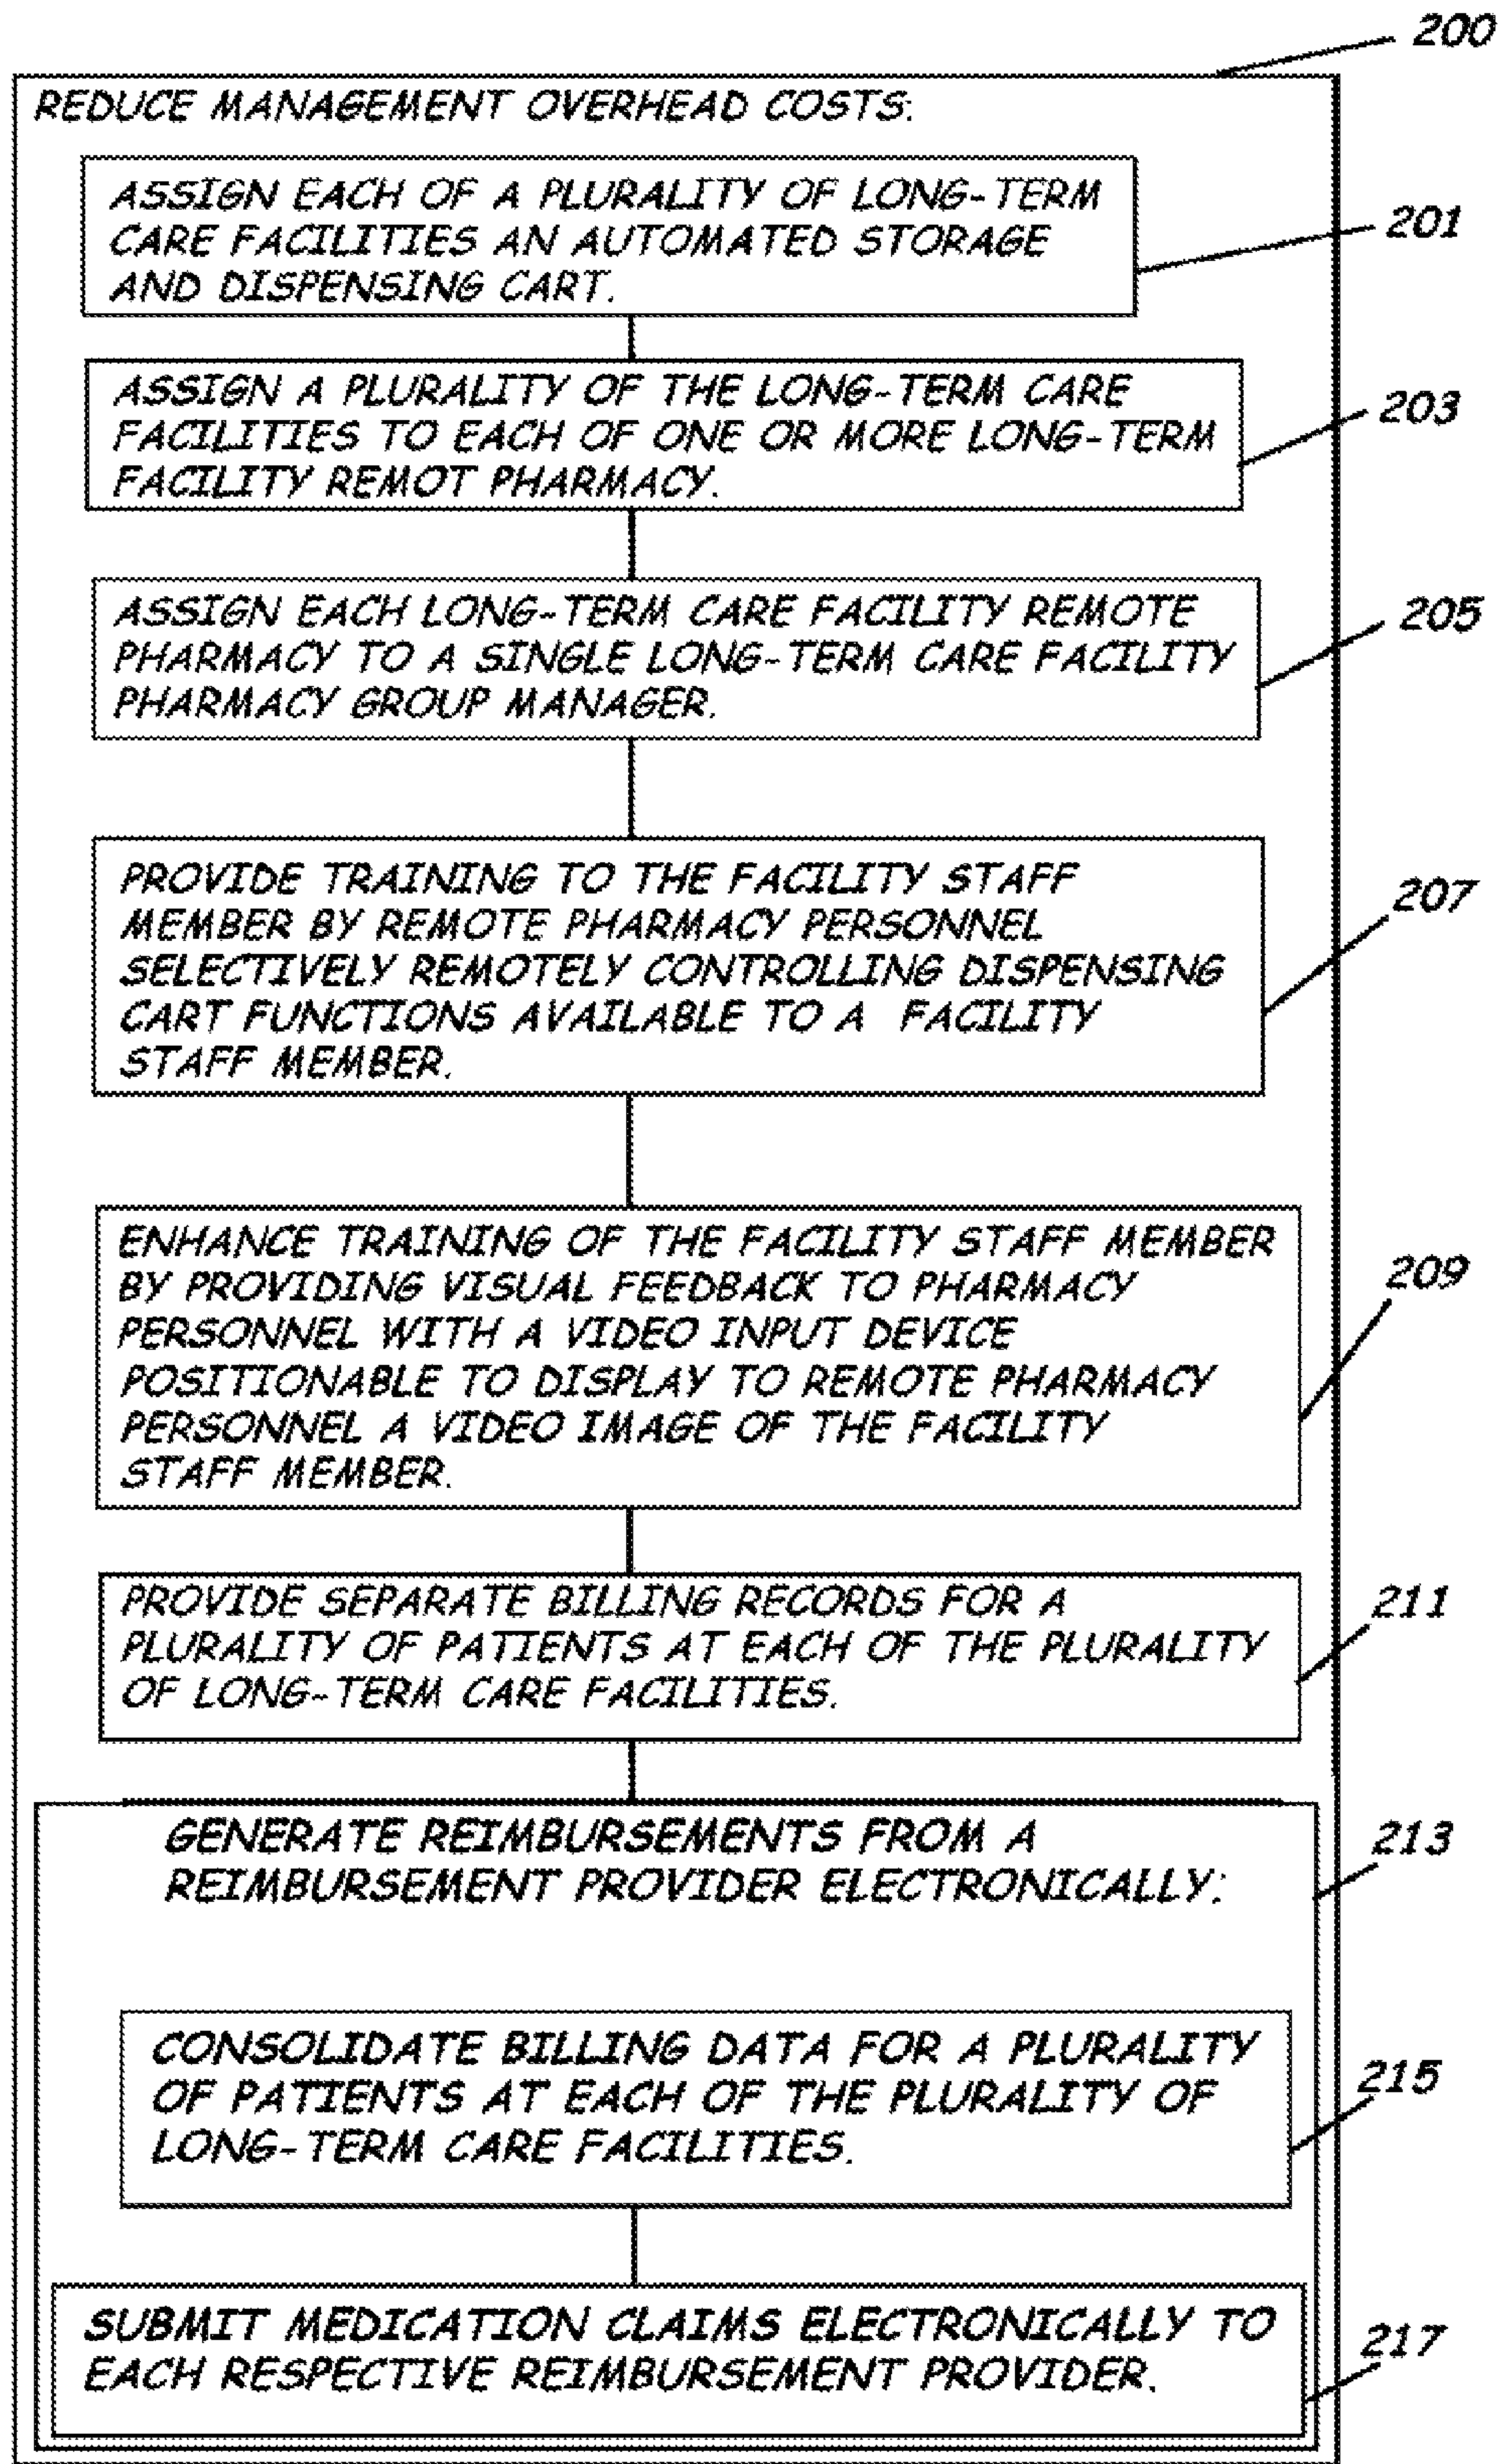 200
REDUCE MANAGEMENT OVERHEAD COSTS:
ASSIGN EACH OF A PLURALITY OF LONG-TERM
CARE FACILITIES AN AUTOMATED STORAGE
AND DISPENSING CART.
201
ASSIGN A PLURALITY OF THE LONG-TERM CARE
FACILITIES TO EACH OF ONE OR MORE LONG-TERM
FACILITY REMOT PHARMACY.
203
ASSIGN EACH LONG-TERM CARE FACILITY REMOTE
PHARMACY TO A SINGLE LONG-TERM CARE FACILITY
PHARMACY GROUP MANAGER.
205
PROVIDE TRAINING TO THE FACILITY STAFF
MEMBER BY REMOTE PHARMACY PERSONNEL
SELECTIVELY REMOTELY CONTROLLING DISPENSING
CART FUNCTIONS AVAILABLE TO A FACILITY
STAFF MEMBER.
207
ENHANCE TRAINING OF THE FACILITY STAFF MEMBER
BY PROVIDING VISUAL FEEDBACK TO PHARMACY
PERSONNEL WITH A VIDEO INPUT DEVICE
POSITIONABLE TO DISPLAY TO REMOTE PHARMACY
PERSONNEL A VIDEO IMAGE OF THE FACILITY
STAFF MEMBER.
209
PROVIDE SEPARATE BILLING RECORDS FOR A
PLURALITY OF PATIENTS AT EACH OF THE PLURALITY
OF LONG-TERM CARE FACILITIES.
211
GENERATE REIMBURSEMENTS FROM A
REIMBURSEMENT PROVIDER ELECTRONICALLY:
213
CONSOLIDATE BILLING DATA FOR A PLURALITY
OF PATIENTS AT EACH OF THE PLURALITY OF
LONG-TERM CARE FACILITIES.
215
SUBMIT MEDICATION CLAIMS ELECTRONICALLY TO
EACH RESPECTIVE REIMBURSEMENT PROVIDER.
217